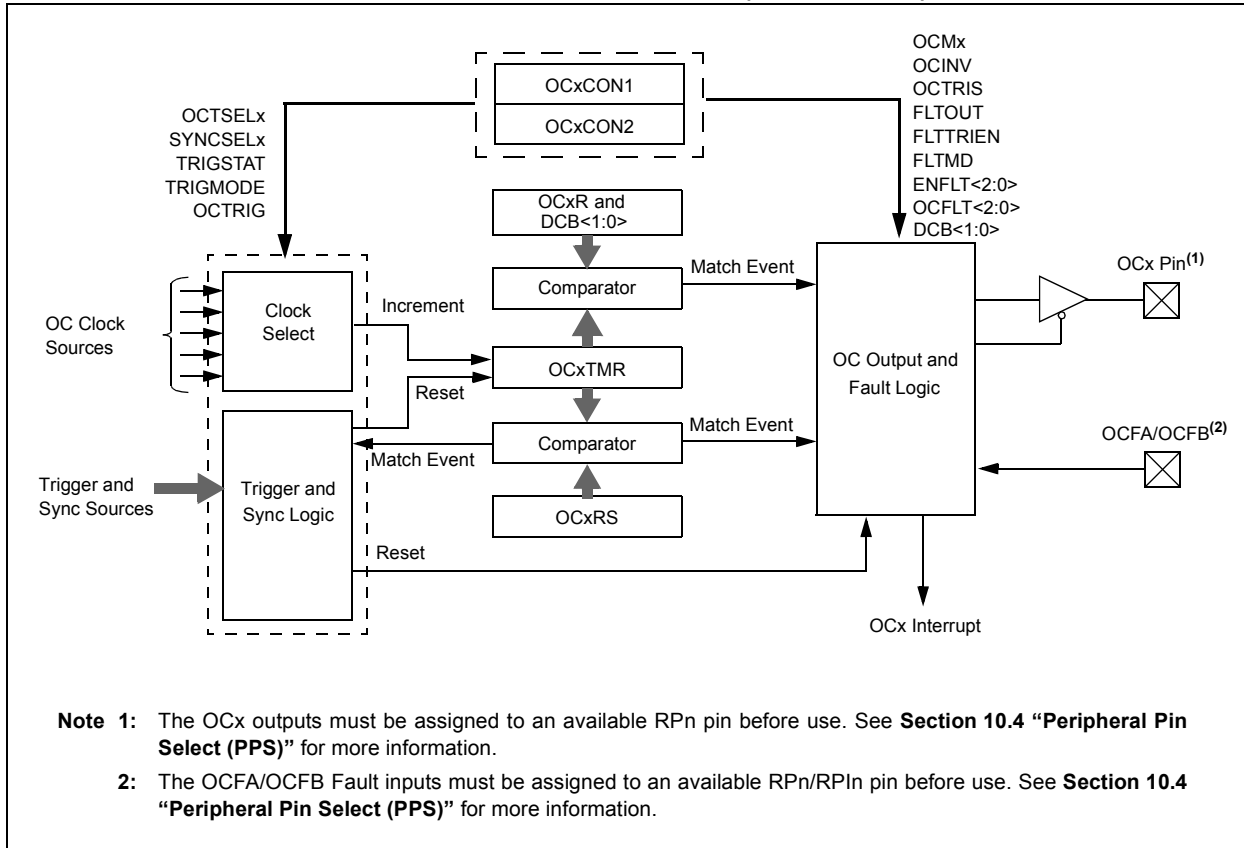 OCxCON1
OCxCON2
OCMx
OCINV
OCTRIS
FLTOUT
FLTTRIEN
FLTMD
ENFLT<2:0>
OCFLT<2:0>
DCB<1:0>
OCTSELx
SYNCSELx
TRIGSTAT
TRIGMODE
OCTRIG
OCxR and
DCB<1:0>
Match Event
OCx Pin(1)
Comparator
Clock
Select
Increment
OC Clock
Sources
OCxTMR
OC Output and
Fault Logic
Reset
Match Event
OCFA/OCFB(2)
Comparator
Match Event
Trigger and
Sync Sources
Trigger and
Sync Logic
OCxRS
Reset
OCx Interrupt
Note 1: The OCx outputs must be assigned to an available RPn pin before use. See Section 10.4 “Peripheral Pin
Select (PPS)” for more information.
2: The OCFA/OCFB Fault inputs must be assigned to an available RPn/RPIn pin before use. See Section 10.4
“Peripheral Pin Select (PPS)” for more information.